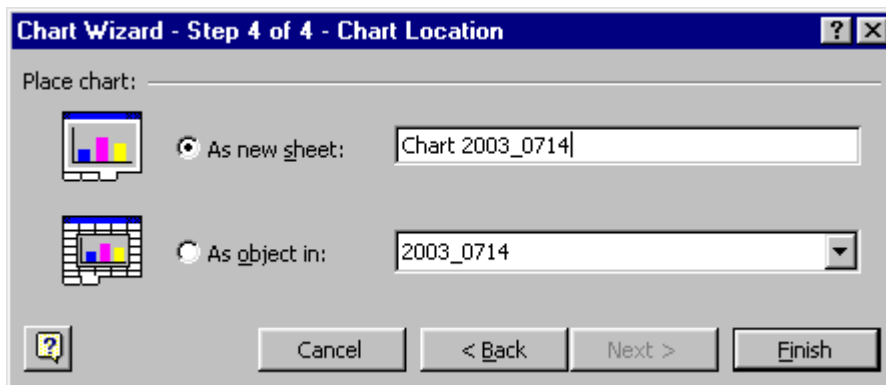 Chart Wizard - Step 4 of 4 - Chart Location
Place chart:
As new sheet: Chart 2003_0714
As object in: 2003_0714
Cancel < Back Next > Finish